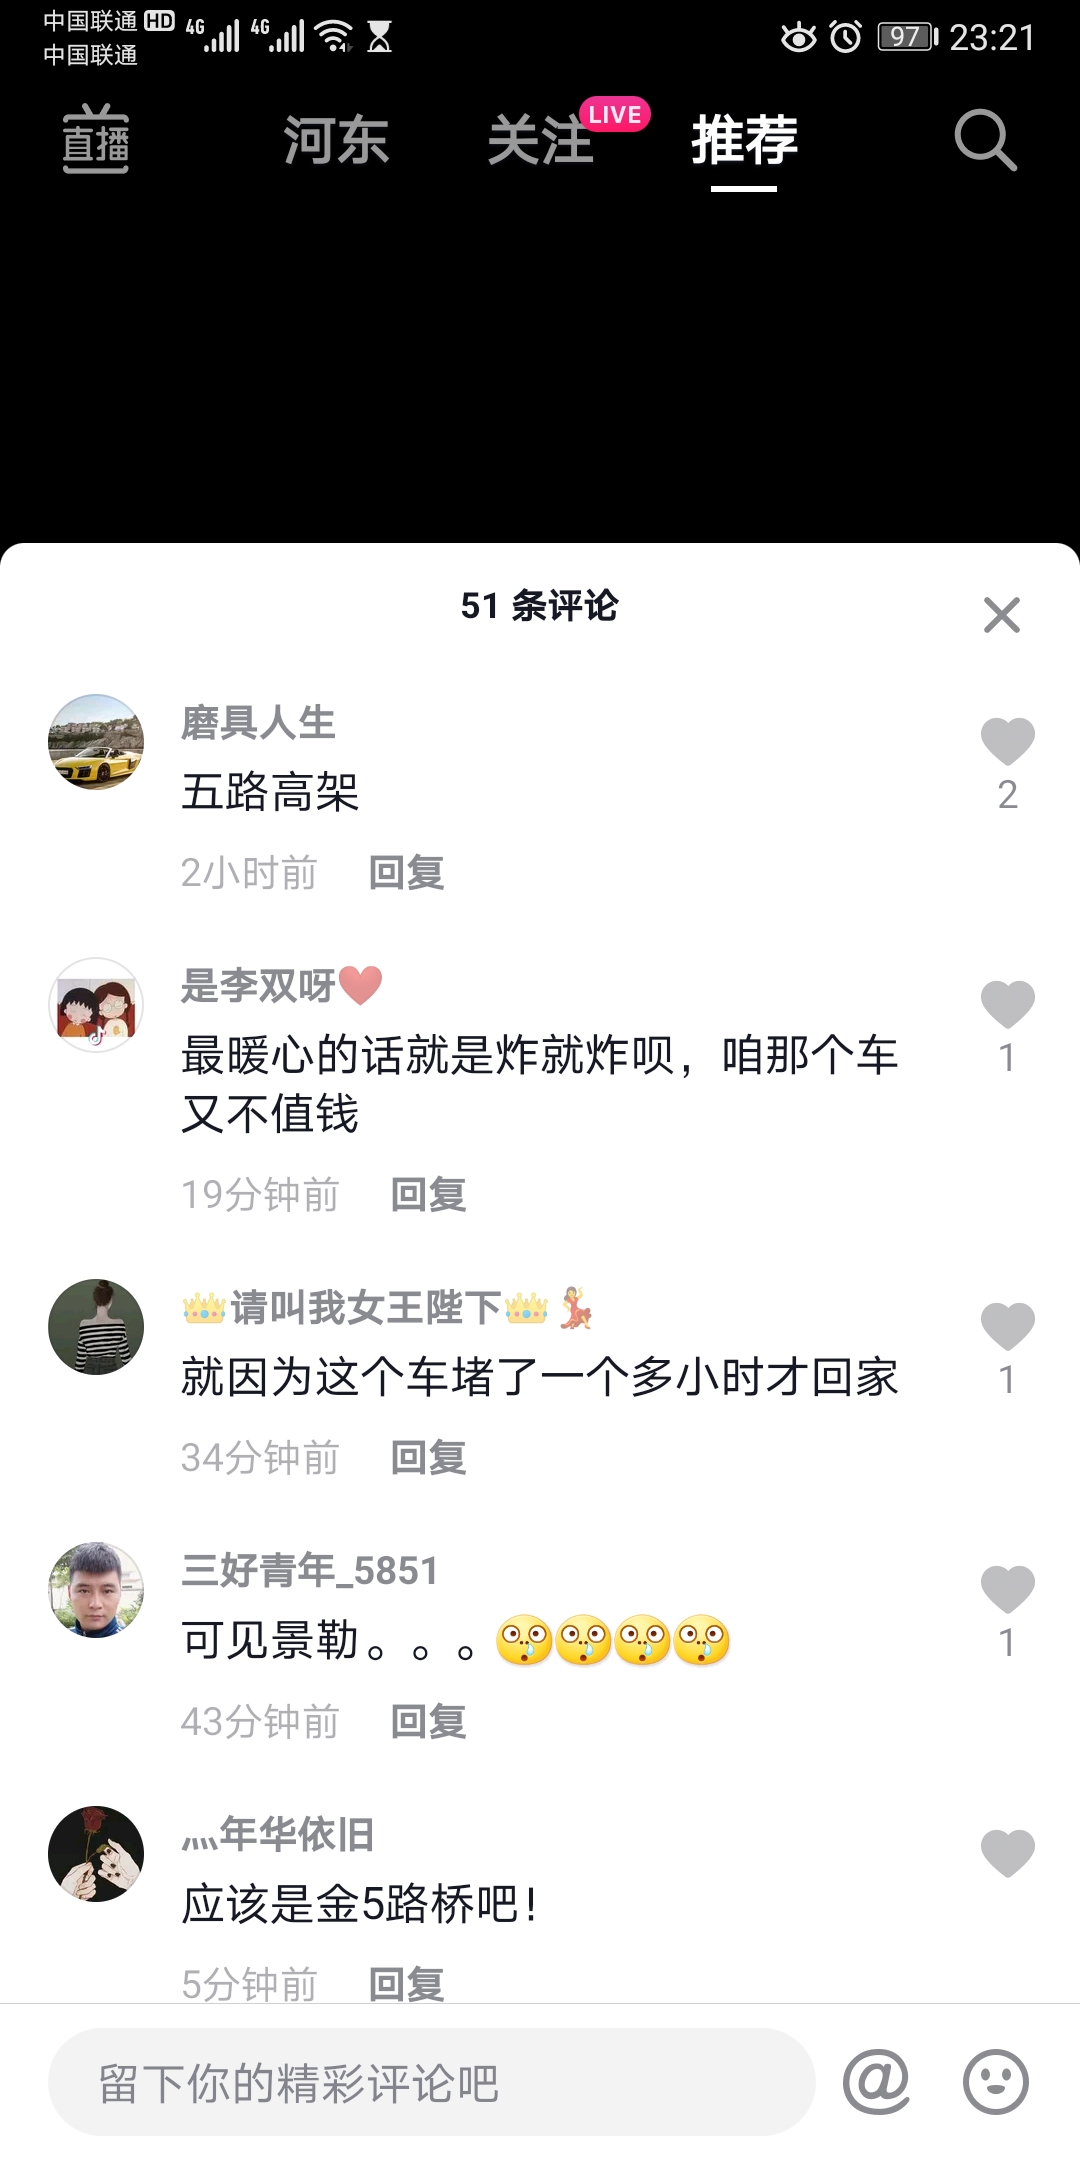 中国联通 HD 4G 4G 97 23:21
中国联通
直播 河东 关注 LIVE 推荐
51 条评论
磨具人生
五路高架
2
2小时前 回复
是李双呀❤
最暖心的话就是炸就炸呗，咱那个车
又不值钱
1
19分钟前 回复
👑请叫我女王陛下👑💃
就因为这个车堵了一个多小时才回家
1
34分钟前 回复
三好青年_5851
可见景勒。。。
1
43分钟前 回复
灬年华依旧
应该是金5路桥吧！
5分钟前 回复
留下你的精彩评论吧 @